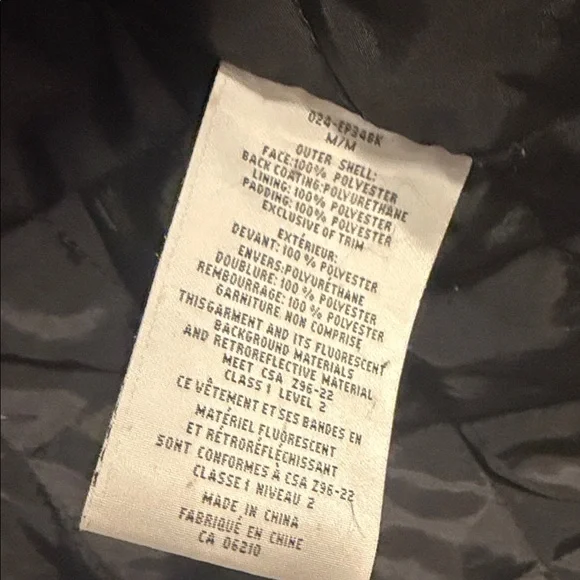 024-EP348K
M/M
OUTER SHELL:
FACE:100% POLYESTER
BACK COATING:POLYURETHANE
LINING: 100% POLYESTER
PADDING: 100% POLYESTER
EXCLUSIVE OF TRIM
EXTÉRIEUR:
DEVANT: 100 % POLYESTER
ENVERS:POLYURÉTHANE
DOUBLURE: 100 % POLYESTER
REMBOURRAGE: 100 % POLYESTER
GARNITURE NON COMPRISE
THIS GARMENT AND ITS FLUORESCENT
BACKGROUND MATERIALS
AND RETROREFLECTIVE MATERIAL
MEET CSA Z96-22
CLASS 1 LEVEL 2
CE VÊTEMENT ET SES BANDES EN
MATÉRIEL FLUORESCENT
ET RÉTRORÉFLÉCHISSANT
SONT CONFORMES À CSA Z96-22
CLASSE 1 NIVEAU 2
MADE IN CHINA
FABRIQUÉ EN CHINE
CA 06210